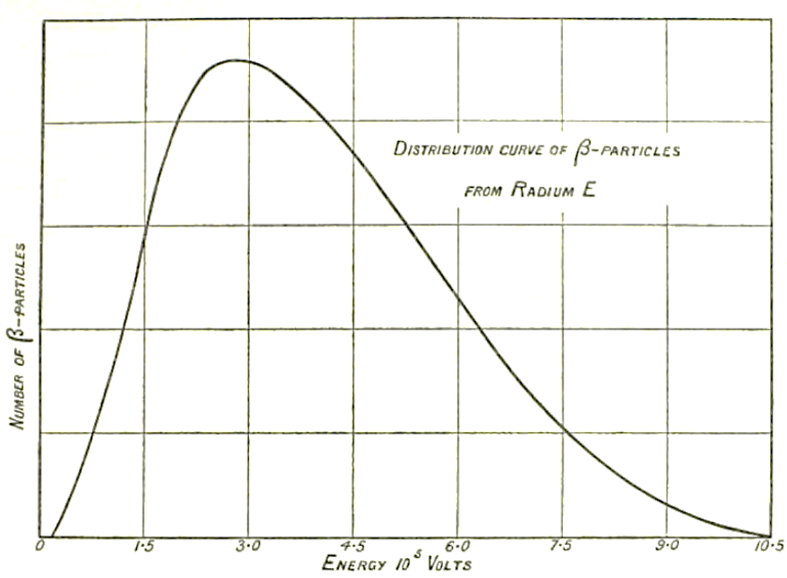 DISTRIBUTION CURVE OF β-PARTICLES
FROM RADIUM E
NUMBER OF β-PARTICLES
0 1·5 3·0 4·5 6·0 7·5 9·0 10·5
ENERGY 10⁵ VOLTS